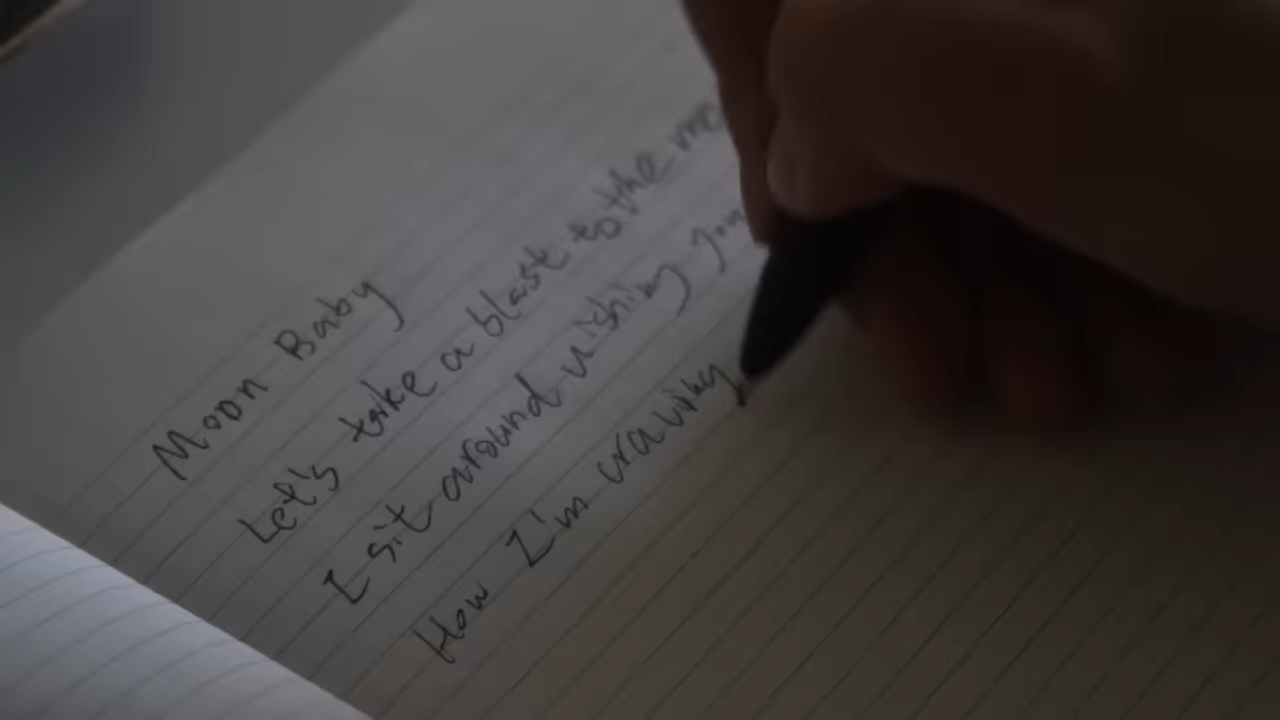 Moon Baby
Let's take a blast to the
I sit around wishing
How I'm craving